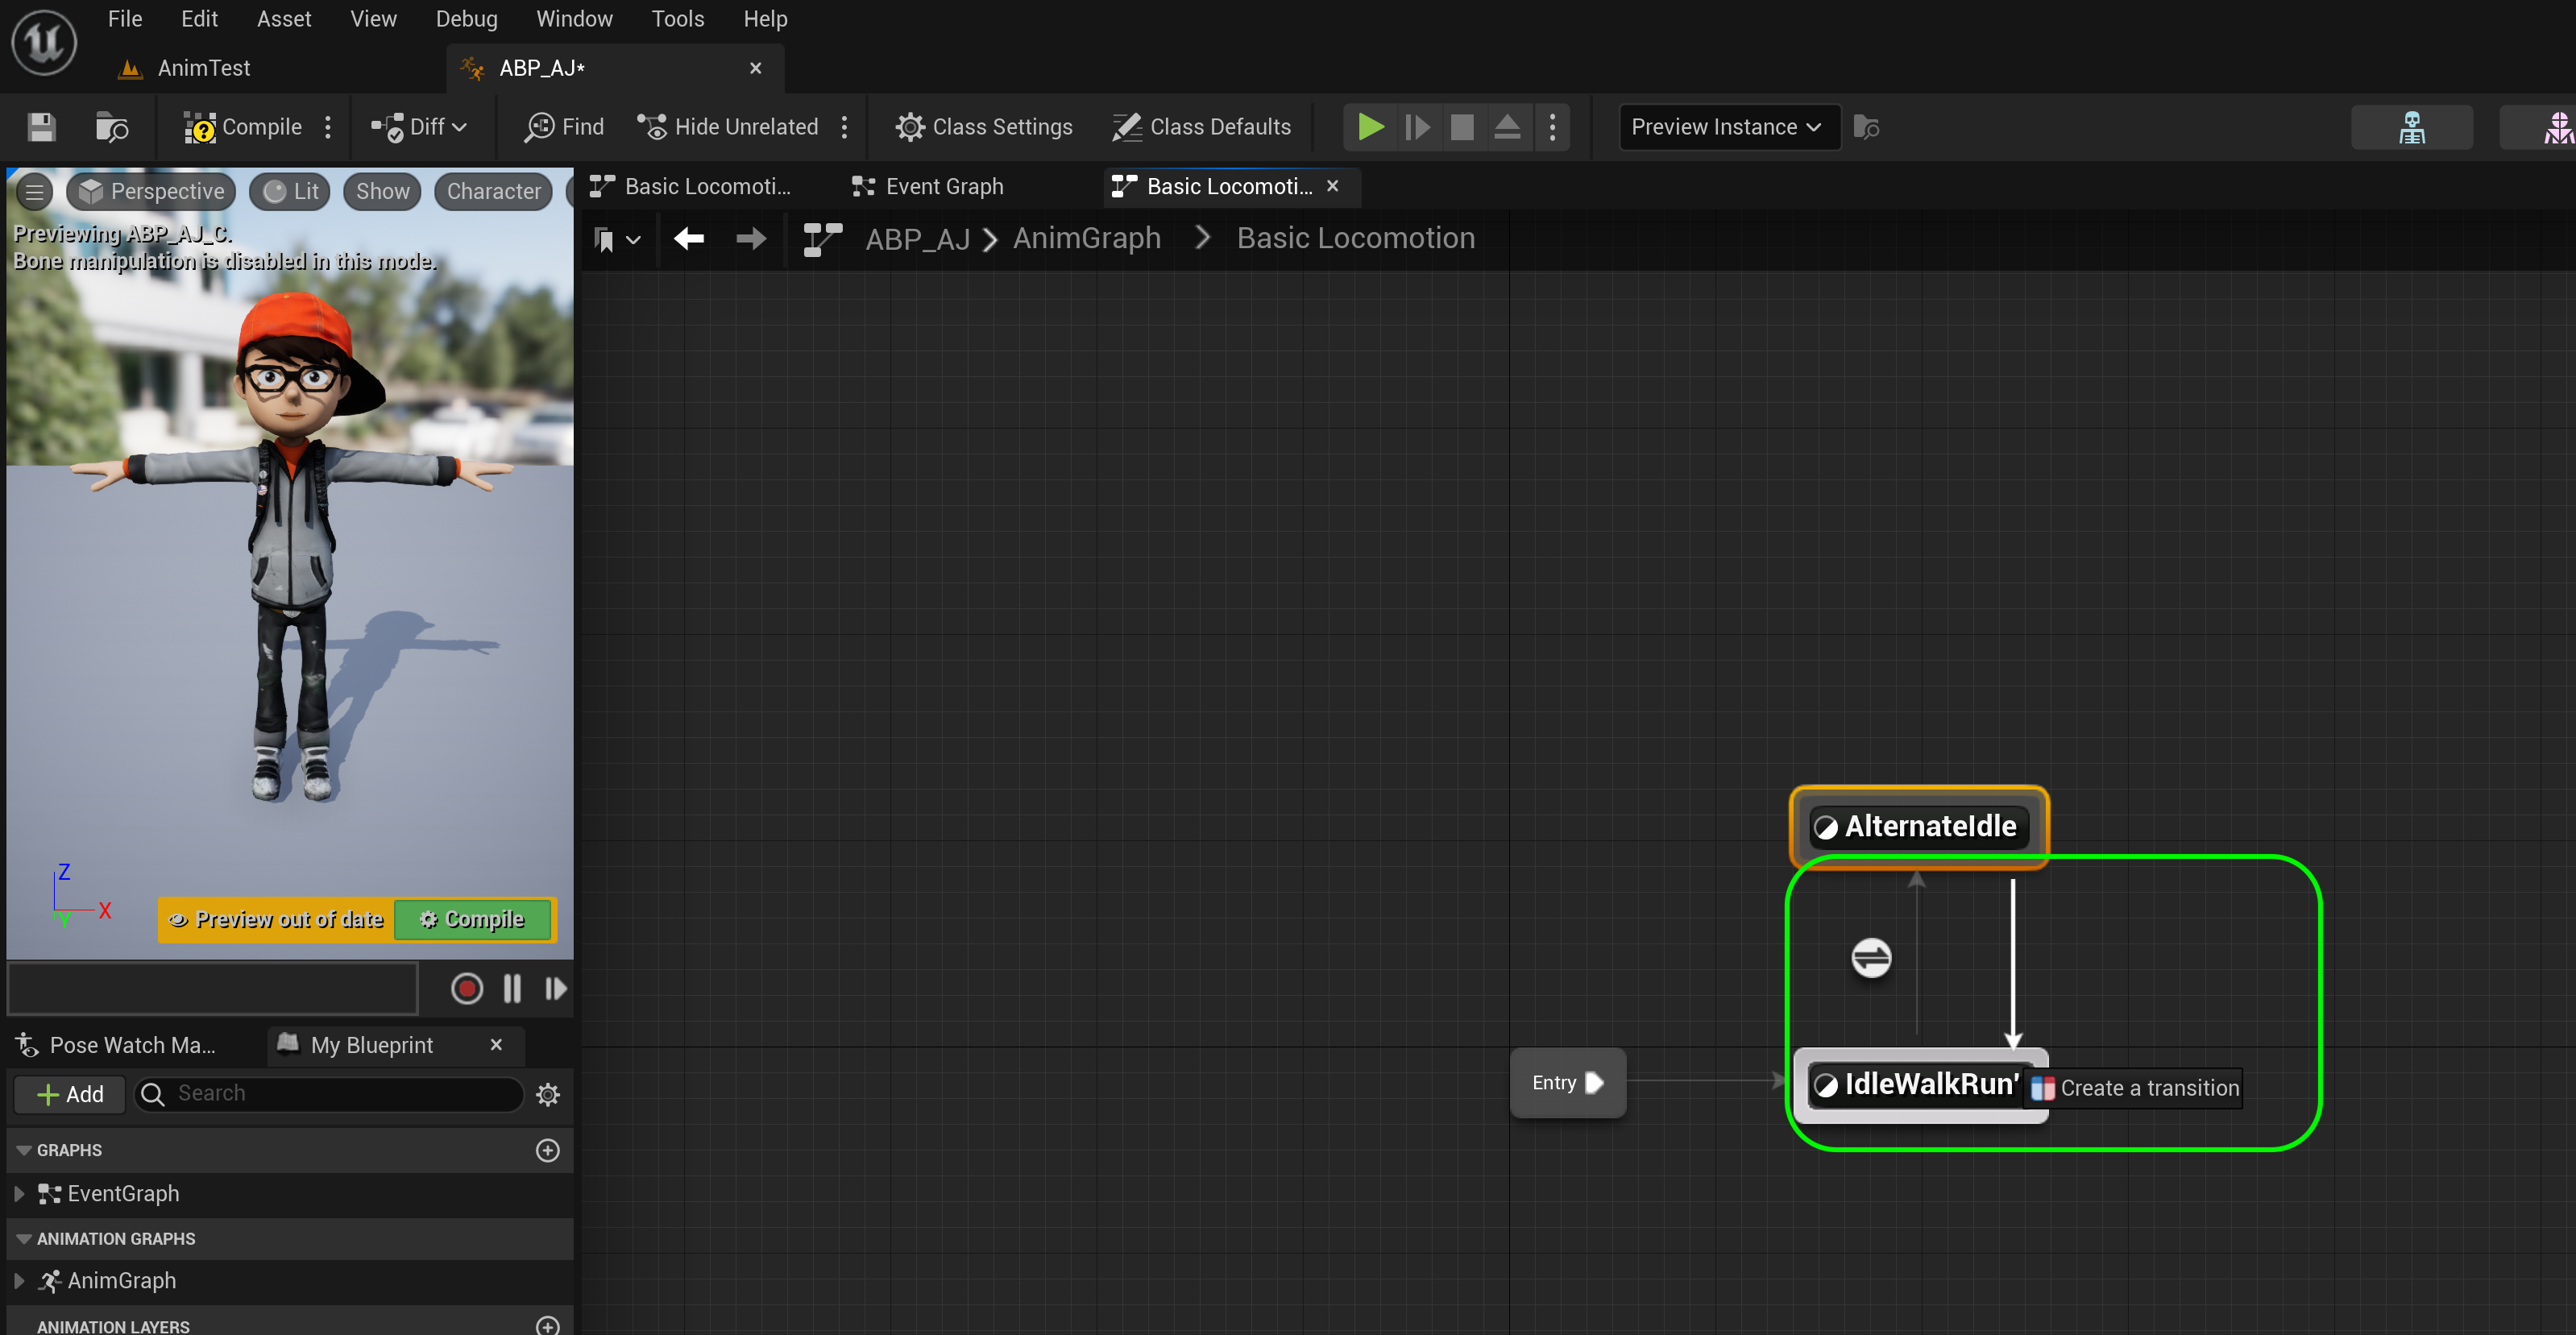 File Edit Asset View Debug Window Tools Help
AnimTest
ABP_AJ*
Compile
Diff
Find
Hide Unrelated
Class Settings
Class Defaults
Preview Instance
Perspective
Lit
Show
Character
Basic Locomoti...
Event Graph
Basic Locomoti...
Previewing ABP_AJ_C.
Bone manipulation is disabled in this mode.
ABP_AJ > AnimGraph > Basic Locomotion
AlternateIdle
Z
X
Y
Preview out of date
Compile
Pose Watch Ma...
My Blueprint
Entry
IdleWalkRun
Create a transition
Add
Search
GRAPHS
EventGraph
ANIMATION GRAPHS
AnimGraph
ANIMATION LAYERS